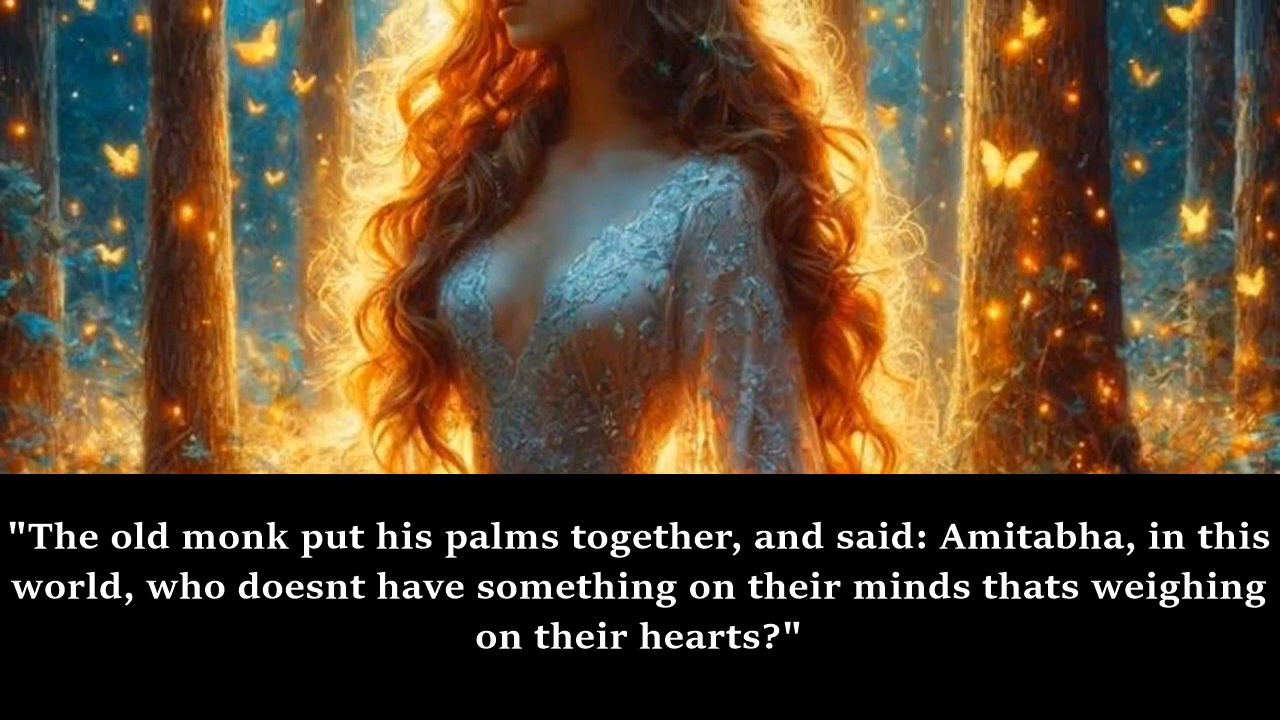 "The old monk put his palms together, and said: Amitabha, in this
world, who doesnt have something on their minds thats weighing
on their hearts?"